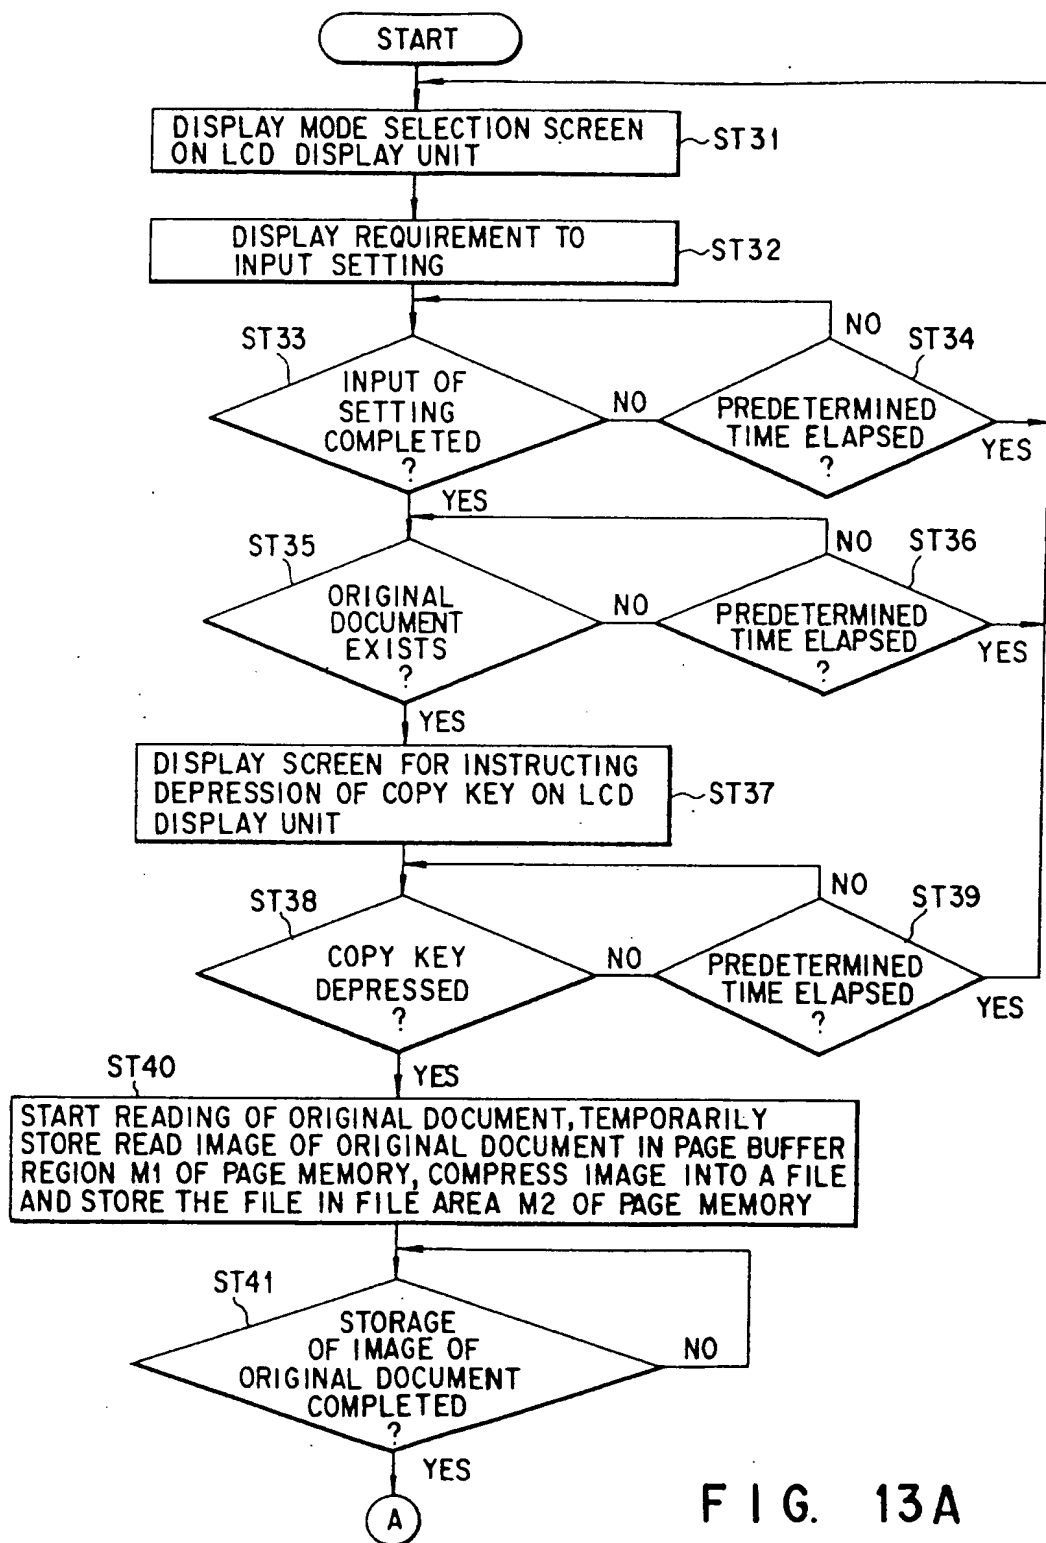 START
DISPLAY MODE SELECTION SCREEN
ON LCD DISPLAY UNIT
ST31
DISPLAY REQUIREMENT TO
INPUT SETTING
ST32
ST33
INPUT OF
SETTING
COMPLETED
?
NO
YES
ST34
NO
PREDETERMINED
TIME ELAPSED
?
YES
ST35
ORIGINAL
DOCUMENT
EXISTS
?
NO
YES
ST36
NO
PREDETERMINED
TIME ELAPSED
?
YES
DISPLAY SCREEN FOR INSTRUCTING
DEPRESSION OF COPY KEY ON LCD
DISPLAY UNIT
ST37
ST38
COPY KEY
DEPRESSED
?
NO
YES
ST39
NO
PREDETERMINED
TIME ELAPSED
?
YES
ST40
START READING OF ORIGINAL DOCUMENT, TEMPORARILY
STORE READ IMAGE OF ORIGINAL DOCUMENT IN PAGE BUFFER
REGION M1 OF PAGE MEMORY, COMPRESS IMAGE INTO A FILE
AND STORE THE FILE IN FILE AREA M2 OF PAGE MEMORY
ST41
STORAGE
OF IMAGE OF
ORIGINAL DOCUMENT
COMPLETED
?
NO
YES
A
FIG. 13A